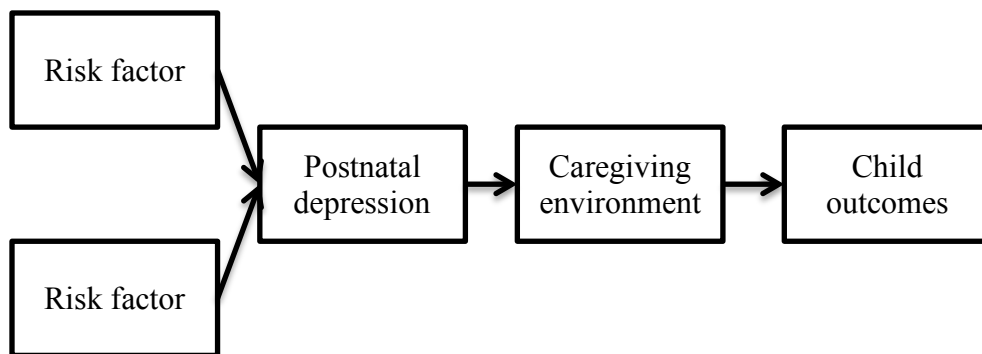 Risk factor
Postnatal
depression
Caregiving
environment
Child
outcomes
Risk factor